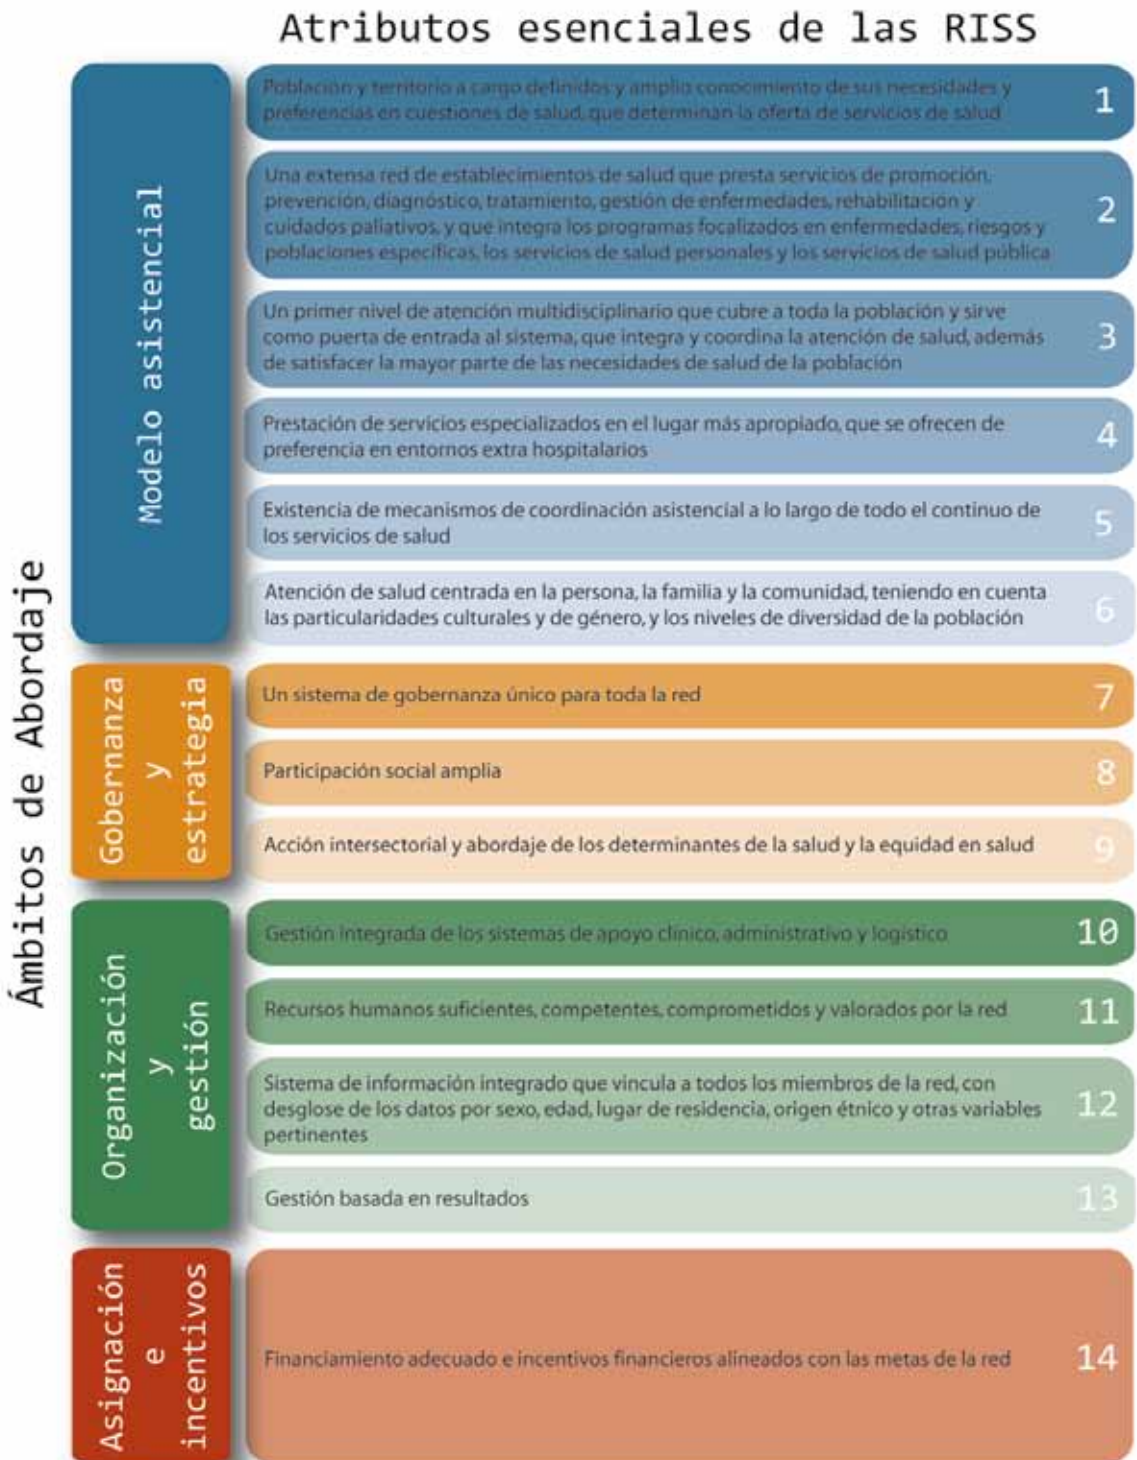 Atributos esenciales de las RISS
Ámbitos de Abordaje
Modelo asistencial
Población y territorio a cargo definidos y amplio conocimiento de sus necesidades y
preferencias en cuestiones de salud, que determinan la oferta de servicios de salud
1
Una extensa red de establecimientos de salud que presta servicios de promoción,
prevención, diagnóstico, tratamiento, gestión de enfermedades, rehabilitación y
cuidados paliativos, y que integra los programas focalizados en enfermedades, riesgos y
poblaciones específicas, los servicios de salud personales y los servicios de salud pública
2
Un primer nivel de atención multidisciplinario que cubre a toda la población y sirve
como puerta de entrada al sistema, que integra y coordina la atención de salud, además
de satisfacer la mayor parte de las necesidades de salud de la población
3
Prestación de servicios especializados en el lugar más apropiado, que se ofrecen de
preferencia en entornos extra hospitalarios
4
Existencia de mecanismos de coordinación asistencial a lo largo de todo el continuo de
los servicios de salud
5
Atención de salud centrada en la persona, la familia y la comunidad, teniendo en cuenta
las particularidades culturales y de género, y los niveles de diversidad de la población
6
Gobernanza
y
estrategia
Un sistema de gobernanza único para toda la red
7
Participación social amplia
8
Acción intersectorial y abordaje de los determinantes de la salud y la equidad en salud
9
Organización
y
gestión
Gestión integrada de los sistemas de apoyo clínico, administrativo y logístico
10
Recursos humanos suficientes, competentes, comprometidos y valorados por la red
11
Sistema de información integrado que vincula a todos los miembros de la red, con
desglose de los datos por sexo, edad, lugar de residencia, origen étnico y otras variables
pertinentes
12
Gestión basada en resultados
13
Asignación
e
incentivos
Financiamiento adecuado e incentivos financieros alineados con las metas de la red
14